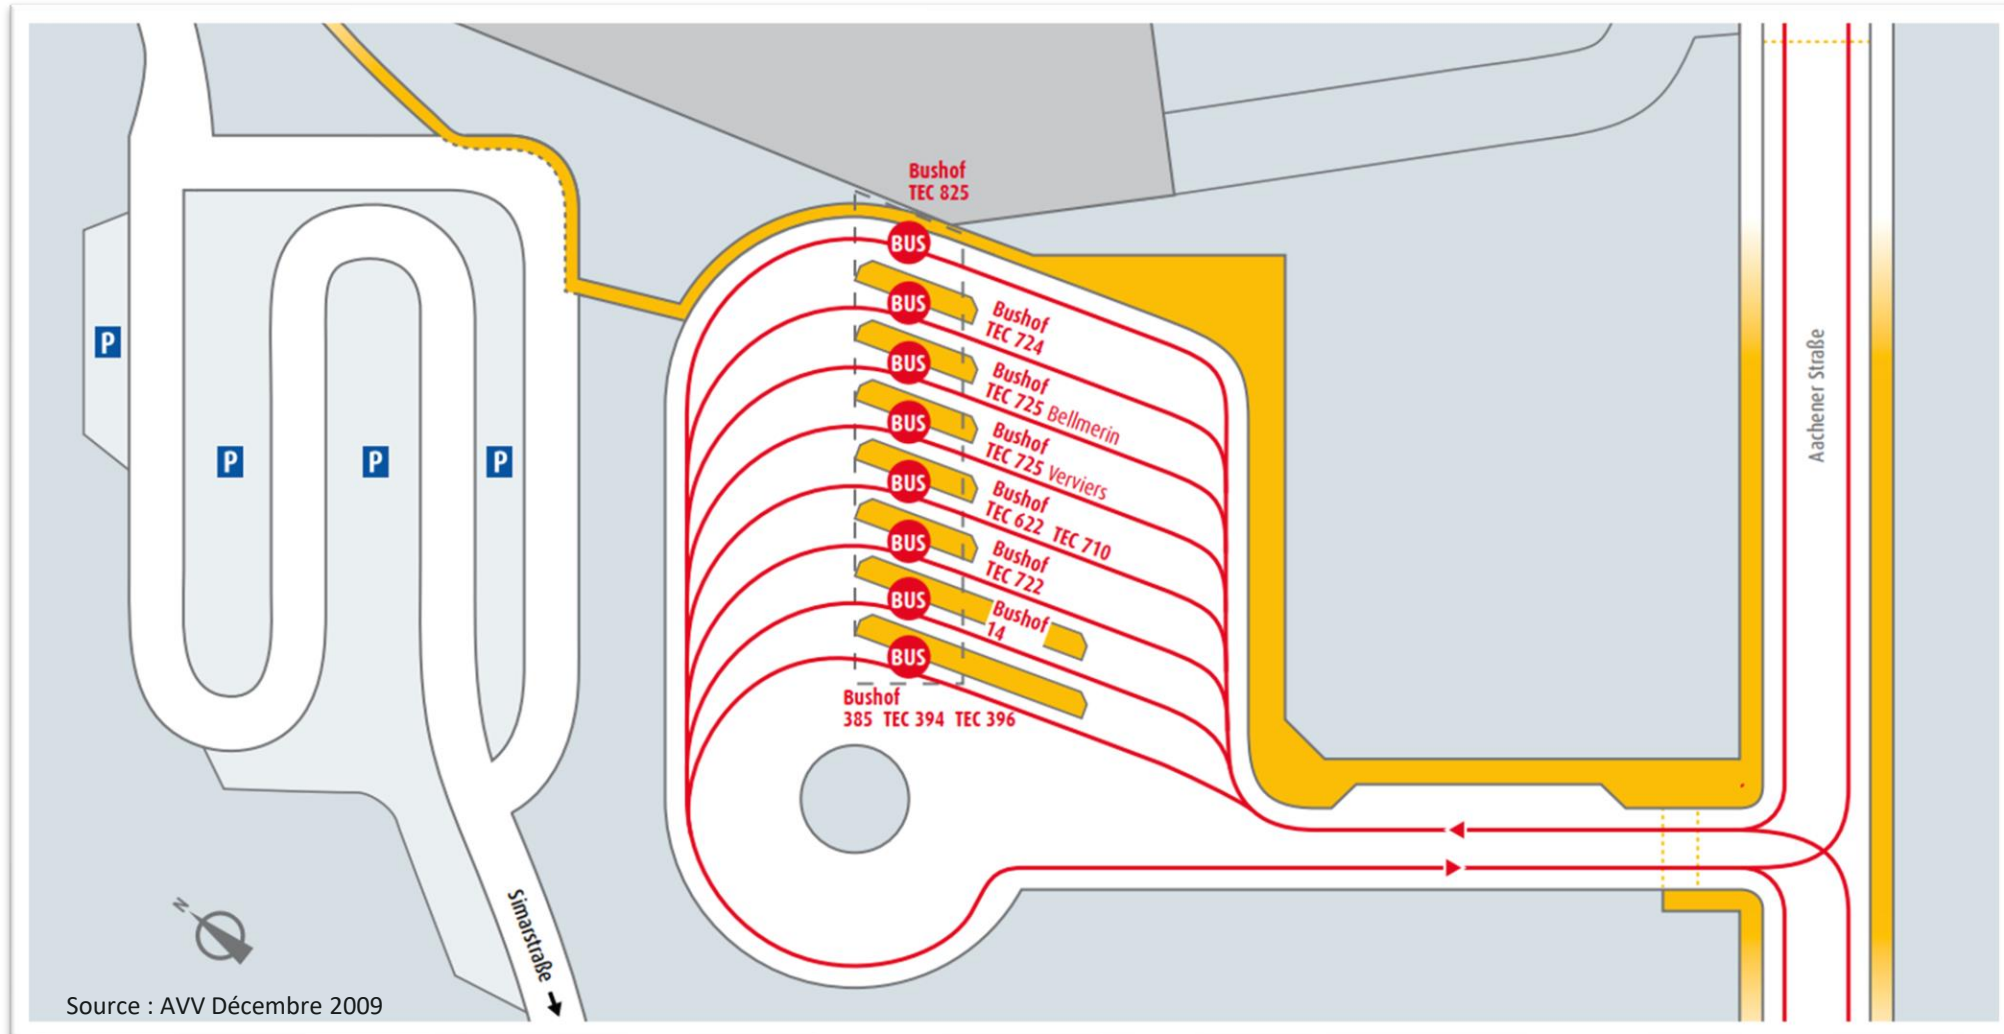 Bushof
TEC 825
BUS
BUS
Bushof
TEC 724
BUS
Bushof
TEC 725 Bellmerin
BUS
Bushof
TEC 725 Verviers
BUS
Bushof
TEC 622 TEC 710
BUS
Bushof
TEC 722
BUS
Bushof
14
BUS
Bushof
385 TEC 394 TEC 396
P
P
P
P
Aachener Straße
Simarstraße
N
Source : AVV Décembre 2009